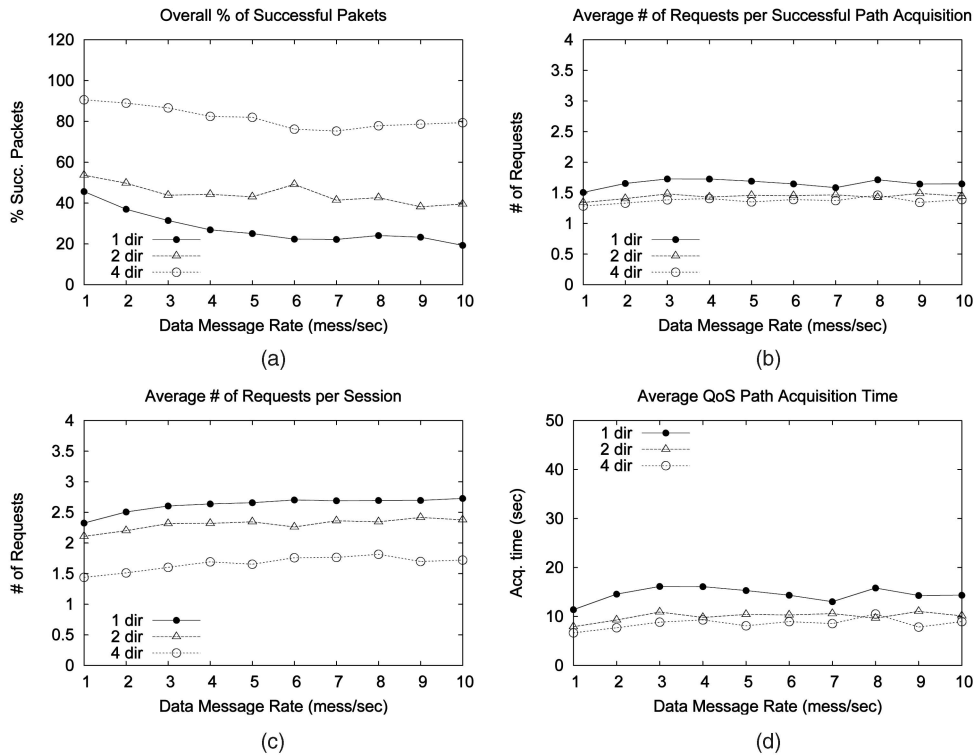 Overall % of Successful Pakets
% Succ. Packets
120
100
80
60
40
20
0
1 dir
2 dir
4 dir
1 2 3 4 5 6 7 8 9 10
Data Message Rate (mess/sec)
(a)
Average # of Requests per Successful Path Acquisition
# of Requests
4
3.5
3
2.5
2
1.5
1
0.5
0
1 dir
2 dir
4 dir
1 2 3 4 5 6 7 8 9 10
Data Message Rate (mess/sec)
(b)
Average # of Requests per Session
# of Requests
4
3.5
3
2.5
2
1.5
1
0.5
0
1 dir
2 dir
4 dir
1 2 3 4 5 6 7 8 9 10
Data Message Rate (mess/sec)
(c)
Average QoS Path Acquisition Time
Acq. time (sec)
50
40
30
20
10
0
1 dir
2 dir
4 dir
1 2 3 4 5 6 7 8 9 10
Data Message Rate (mess/sec)
(d)